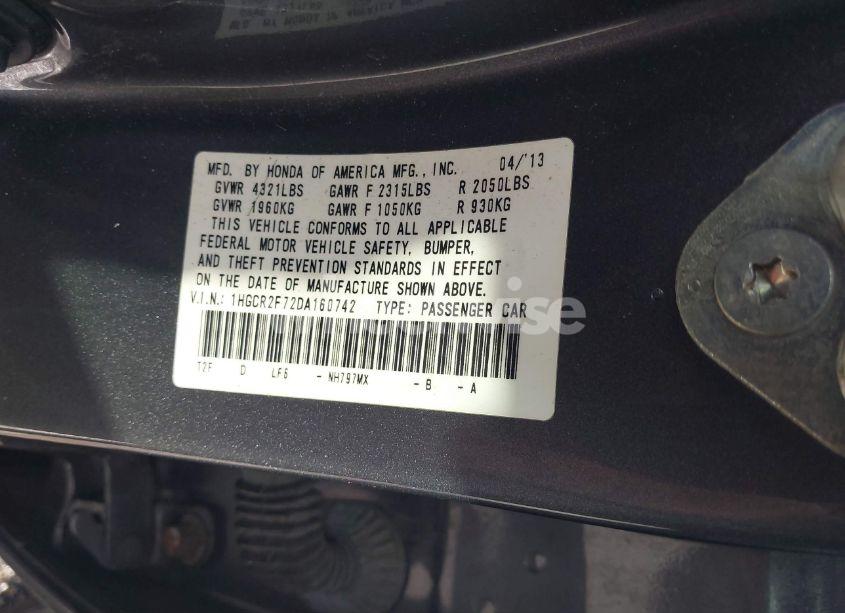 MFD. BY HONDA OF AMERICA MFG., INC. 04/'13
GVWR 4321LBS GAWR F 2315LBS R 2050LBS
GVWR 1960KG GAWR F 1050KG R 930KG
THIS VEHICLE CONFORMS TO ALL APPLICABLE
FEDERAL MOTOR VEHICLE SAFETY, BUMPER,
AND THEFT PREVENTION STANDARDS IN EFFECT
ON THE DATE OF MANUFACTURE SHOWN ABOVE.
V.I.N.: 1HGCR2F72DA160742 TYPE: PASSENGER CAR
T2F D LF6 - NH797MX - B - A